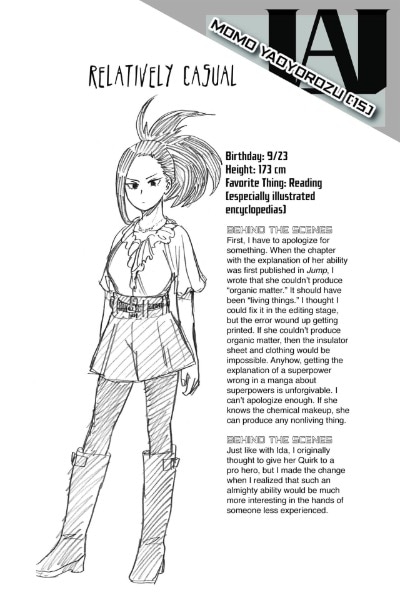 UA
MOMO YAOYOROZU (15)
RELATIVELY CASUAL
Birthday: 9/23
Height: 173 cm
Favorite Thing: Reading
(especially illustrated
encyclopedias)
BEHIND THE SCENES
First, I have to apologize for
something. When the chapter
with the explanation of her ability
was first published in Jump, I
wrote that she couldn't produce
"organic matter." It should have
been "living things." I thought I
could fix it in the editing stage,
but the error wound up getting
printed. If she couldn't produce
organic matter, then the insulator
sheet and clothing would be
impossible. Anyhow, getting the
explanation of a superpower
wrong in a manga about
superpowers is unforgivable. I
can't apologize enough. If she
knows the chemical makeup, she
can produce any nonliving thing.
BEHIND THE SCENES
Just like with Ida, I originally
thought to give her Quirk to a
pro hero, but I made the change
when I realized that such an
almighty ability would be much
more interesting in the hands of
someone less experienced.